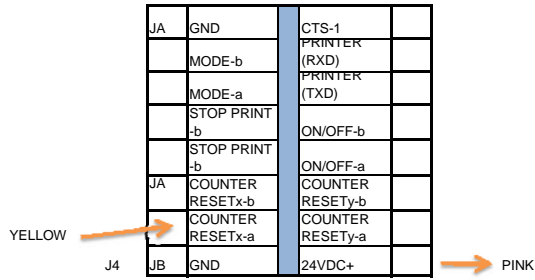 JA GND CTS-1
MODE-b PRINTER (RXD)
MODE-a PRINTER (TXD)
STOP PRINT -b ON/OFF-b
STOP PRINT -b ON/OFF-a
JA COUNTER RESETx-b COUNTER RESETy-b
YELLOW COUNTER RESETx-a COUNTER RESETy-a
J4 JB GND 24VDC+ PINK